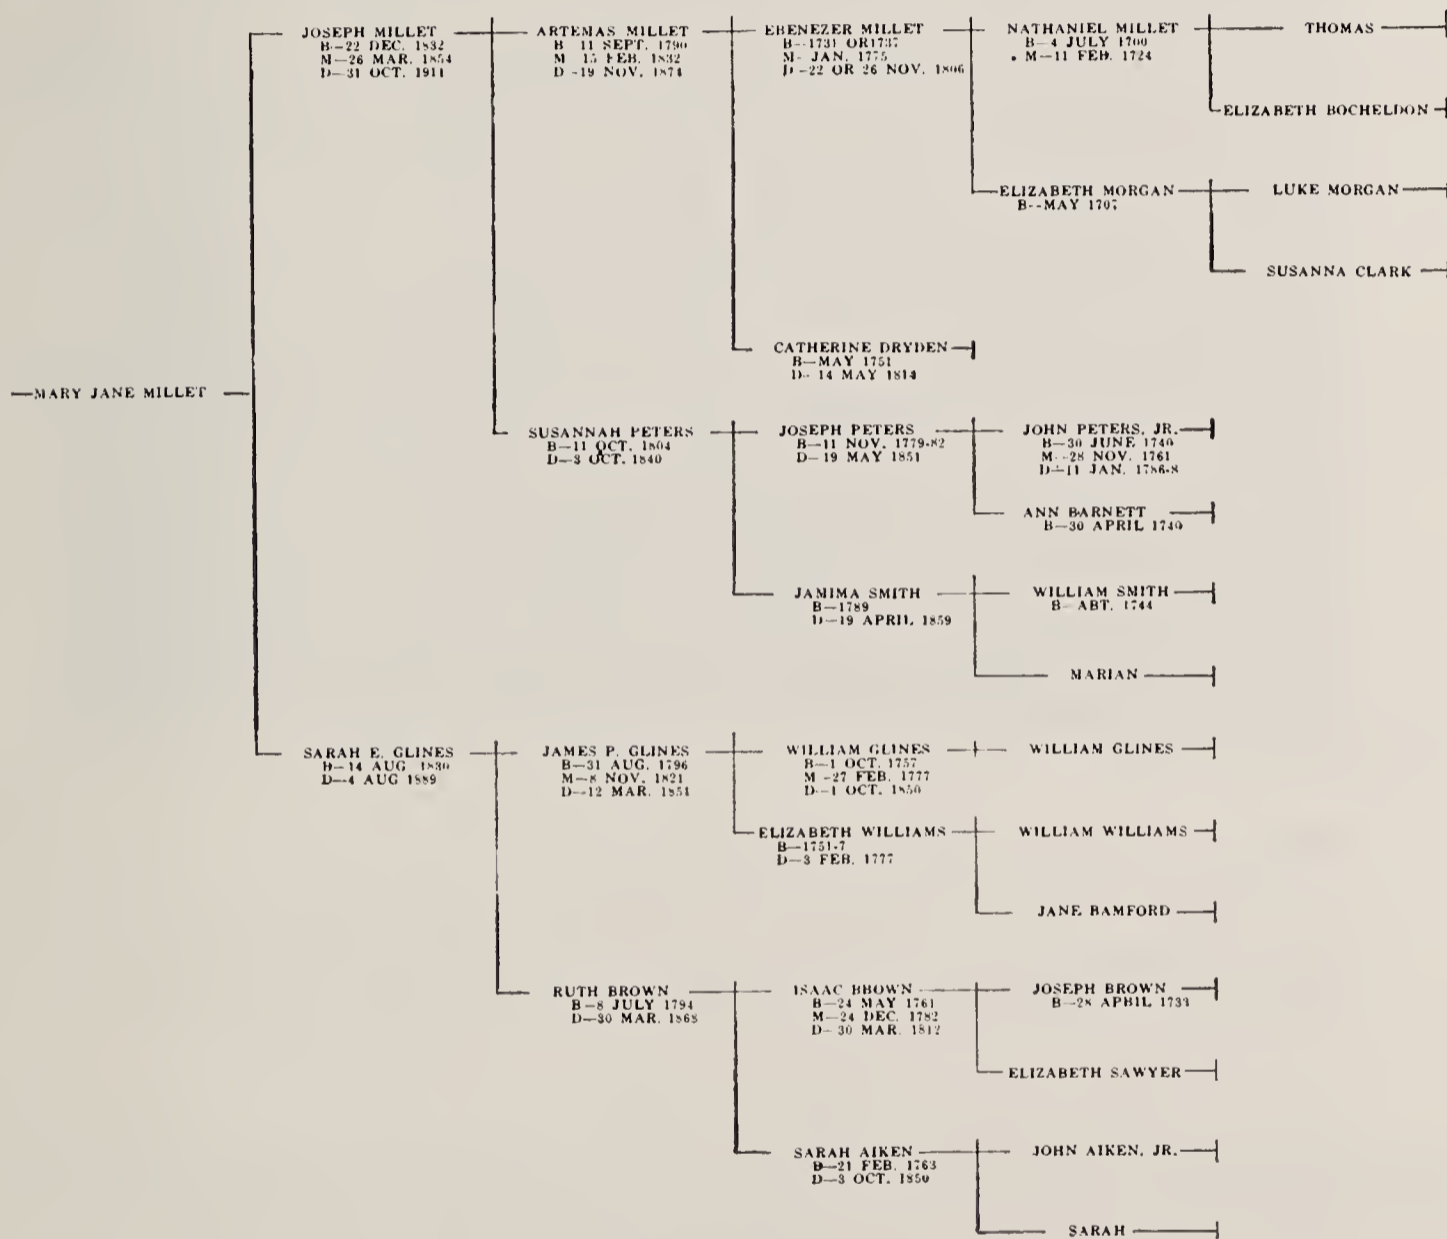 MARY JANE MILLET
JOSEPH MILLET
B--22 DEC. 1832
M--26 MAR. 1854
D--31 OCT. 1911
ARTEMAS MILLET
B 11 SEPT. 1790
M 15 FEB. 1832
D -19 NOV. 1874
EBENEZER MILLET
B--1731 OR 1737
M- JAN. 1775
D -22 OR 26 NOV. 1806
NATHANIEL MILLET
B--4 JULY 1700
M--11 FEB. 1724
THOMAS
ELIZABETH BOCHELDON
ELIZABETH MORGAN
B--MAY 1707
LUKE MORGAN
SUSANNA CLARK
CATHERINE DRYDEN
B--MAY 1751
D- 14 MAY 1814
SUSANNAH PETERS
B--11 OCT. 1804
D--3 OCT. 1840
JOSEPH PETERS
B--11 NOV. 1779-82
D--19 MAY 1851
JOHN PETERS, JR.
B--30 JUNE 1740
M--28 NOV. 1761
D--11 JAN. 1786-8
ANN BARNETT
B--30 APRIL 1740
JAMIMA SMITH
B--1789
D--19 APRIL 1859
WILLIAM SMITH
B- ABT. 1744
MARIAN
SARAH E. GLINES
B--14 AUG 1830
D--4 AUG 1889
JAMES P. GLINES
B--31 AUG. 1796
M--8 NOV. 1821
D--12 MAR. 1851
WILLIAM GLINES
B--1 OCT. 1757
M -27 FEB. 1777
D--1 OCT. 1850
WILLIAM GLINES
ELIZABETH WILLIAMS
B--1751-7
D--3 FEB. 1777
WILLIAM WILLIAMS
JANE BAMFORD
RUTH BROWN
B--8 JULY 1794
D--30 MAR. 1868
ISAAC BROWN
B--24 MAY 1761
M--24 DEC. 1782
D- 30 MAR. 1812
JOSEPH BROWN
B--28 APRIL 1733
ELIZABETH SAWYER
SARAH AIKEN
B--21 FEB. 1763
D--3 OCT. 1850
JOHN AIKEN, JR.
SARAH